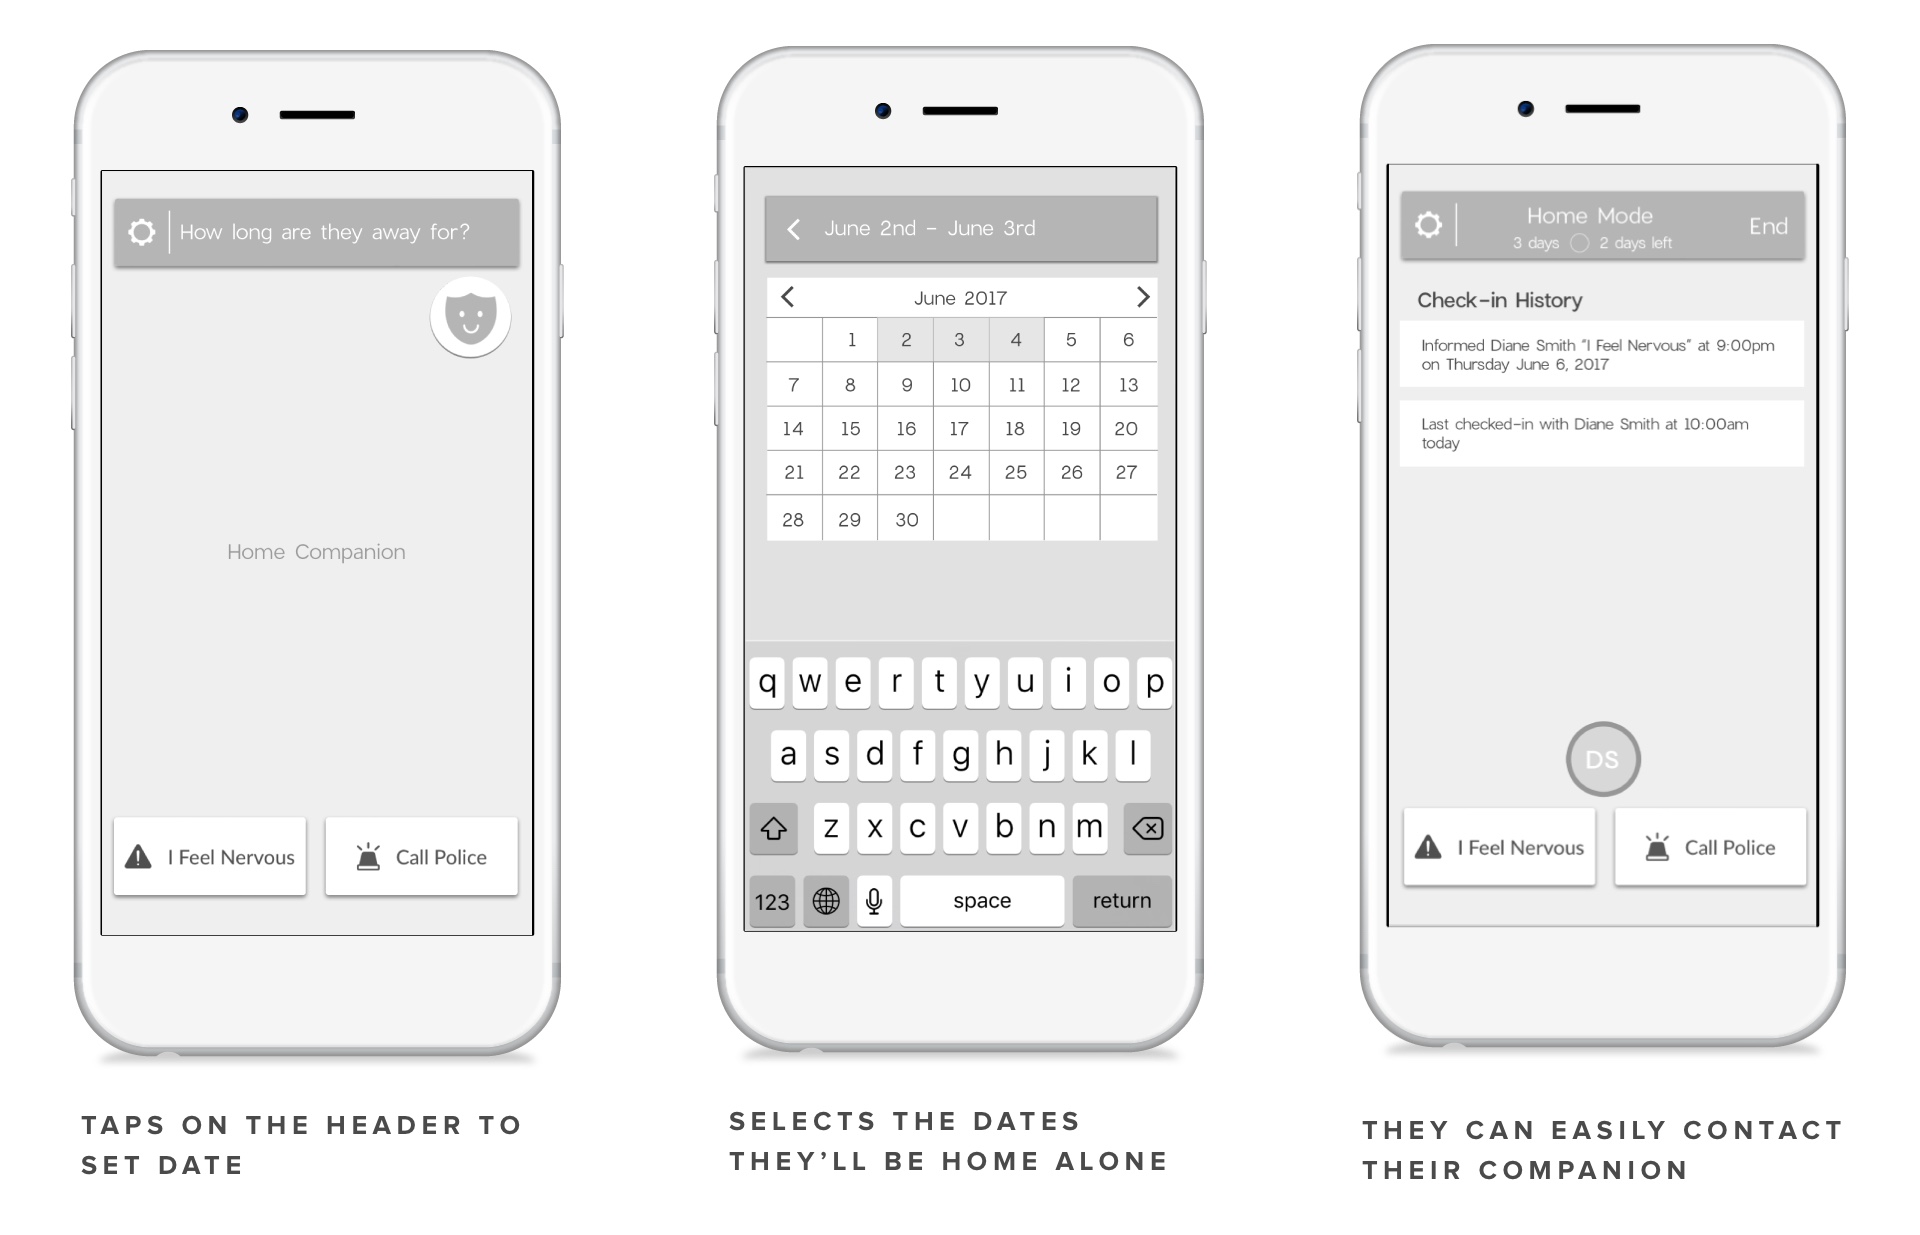 How long are they away for?
Home Companion
I Feel Nervous
Call Police
TAPS ON THE HEADER TO
SET DATE
June 2nd - June 3rd
June 2017
1 2 3 4 5 6
7 8 9 10 11 12 13
14 15 16 17 18 19 20
21 22 23 24 25 26 27
28 29 30
q w e r t y u i o p
a s d f g h j k l
z x c v b n m
123 space return
SELECTS THE DATES
THEY’LL BE HOME ALONE
Home Mode
End
3 days 2 days left
Check-in History
Informed Diane Smith "I Feel Nervous" at 9:00pm
on Thursday June 6, 2017
Last checked-in with Diane Smith at 10:00am
today
DS
I Feel Nervous
Call Police
THEY CAN EASILY CONTACT
THEIR COMPANION